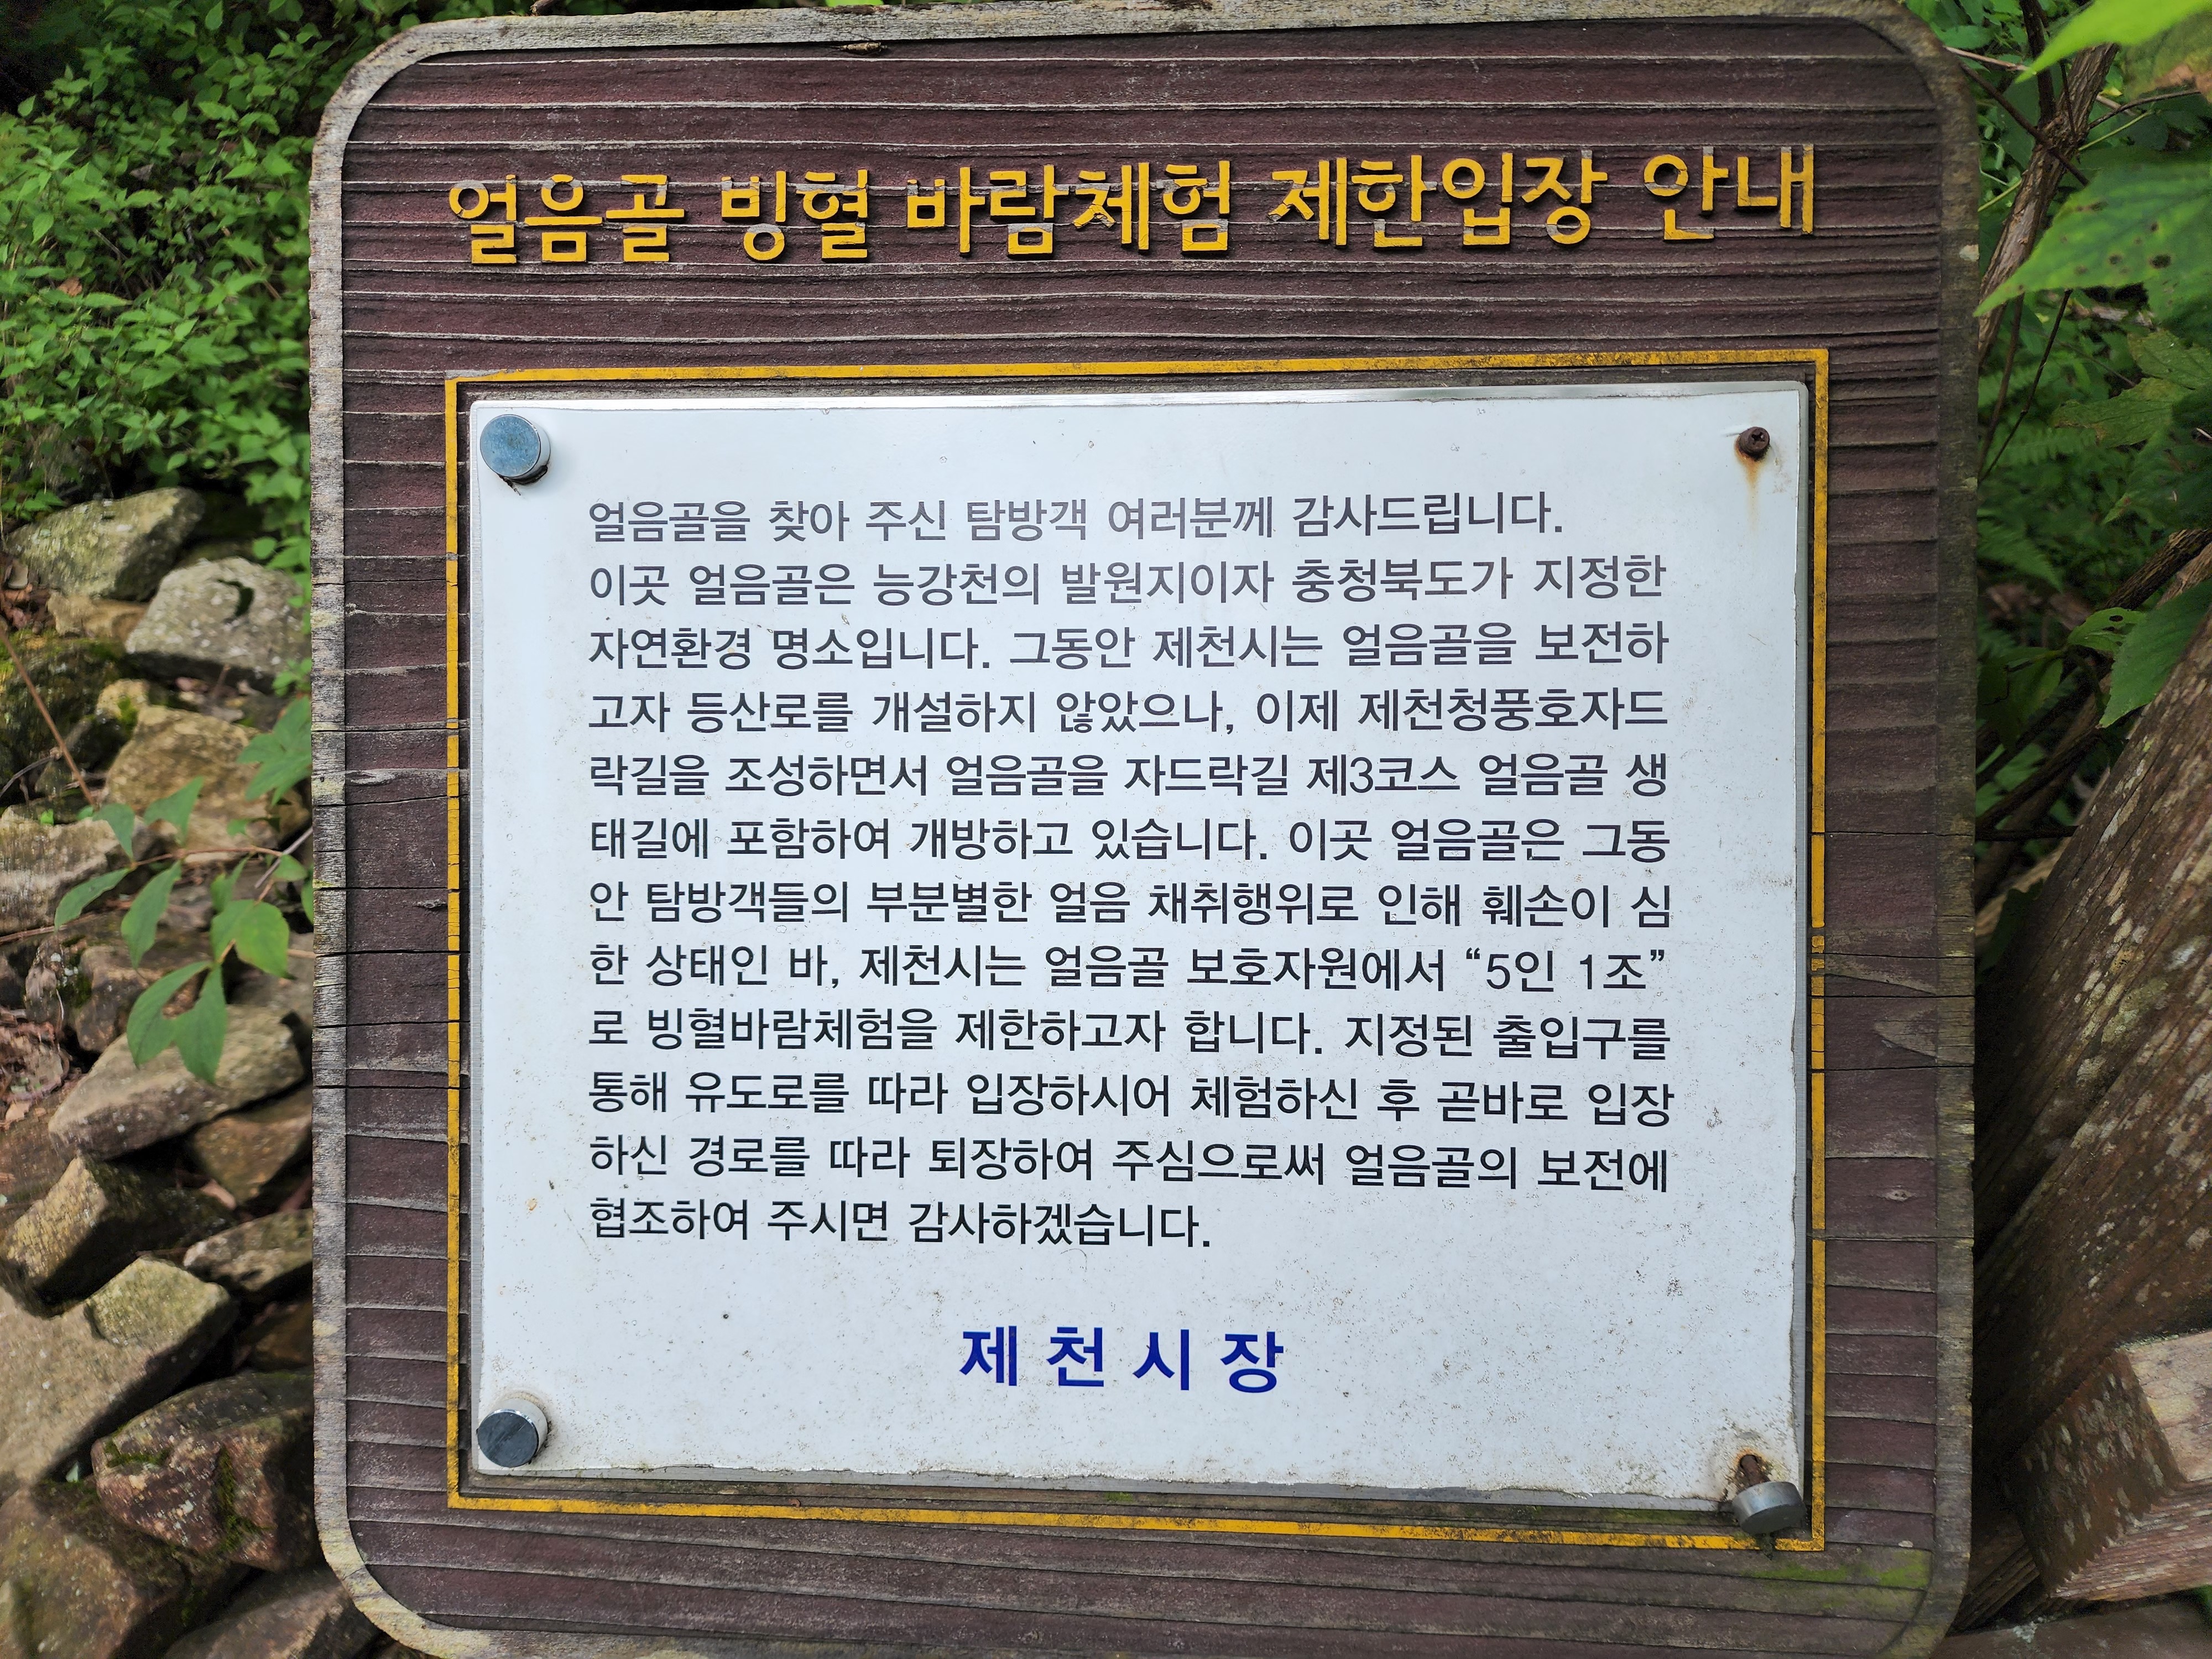 얼음골 빙혈 바람체험 제한입장 안내
얼음골을 찾아 주신 탐방객 여러분께 감사드립니다.
이곳 얼음골은 능강천의 발원지이자 충청북도가 지정한
자연환경 명소입니다. 그동안 제천시는 얼음골을 보전하
고자 등산로를 개설하지 않았으나, 이제 제천청풍호자드
락길을 조성하면서 얼음골을 자드락길 제3코스 얼음골 생
태길에 포함하여 개방하고 있습니다. 이곳 얼음골은 그동
안 탐방객들의 부분별한 얼음 채취행위로 인해 훼손이 심
한 상태인 바, 제천시는 얼음골 보호자원에서 “5인 1조”
로 빙혈바람체험을 제한하고자 합니다. 지정된 출입구를
통해 유도로를 따라 입장하시어 체험하신 후 곧바로 입장
하신 경로를 따라 퇴장하여 주심으로써 얼음골의 보전에
협조하여 주시면 감사하겠습니다.
제천시장